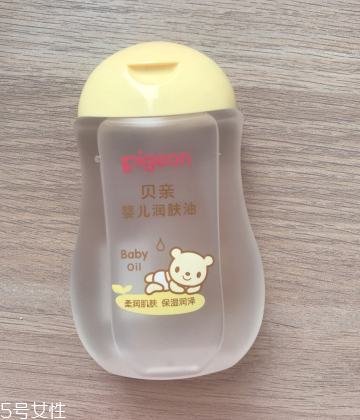 pigeon
贝亲
婴儿润肤油
Baby
Oil
柔润肌肤 保湿润泽
5号女性